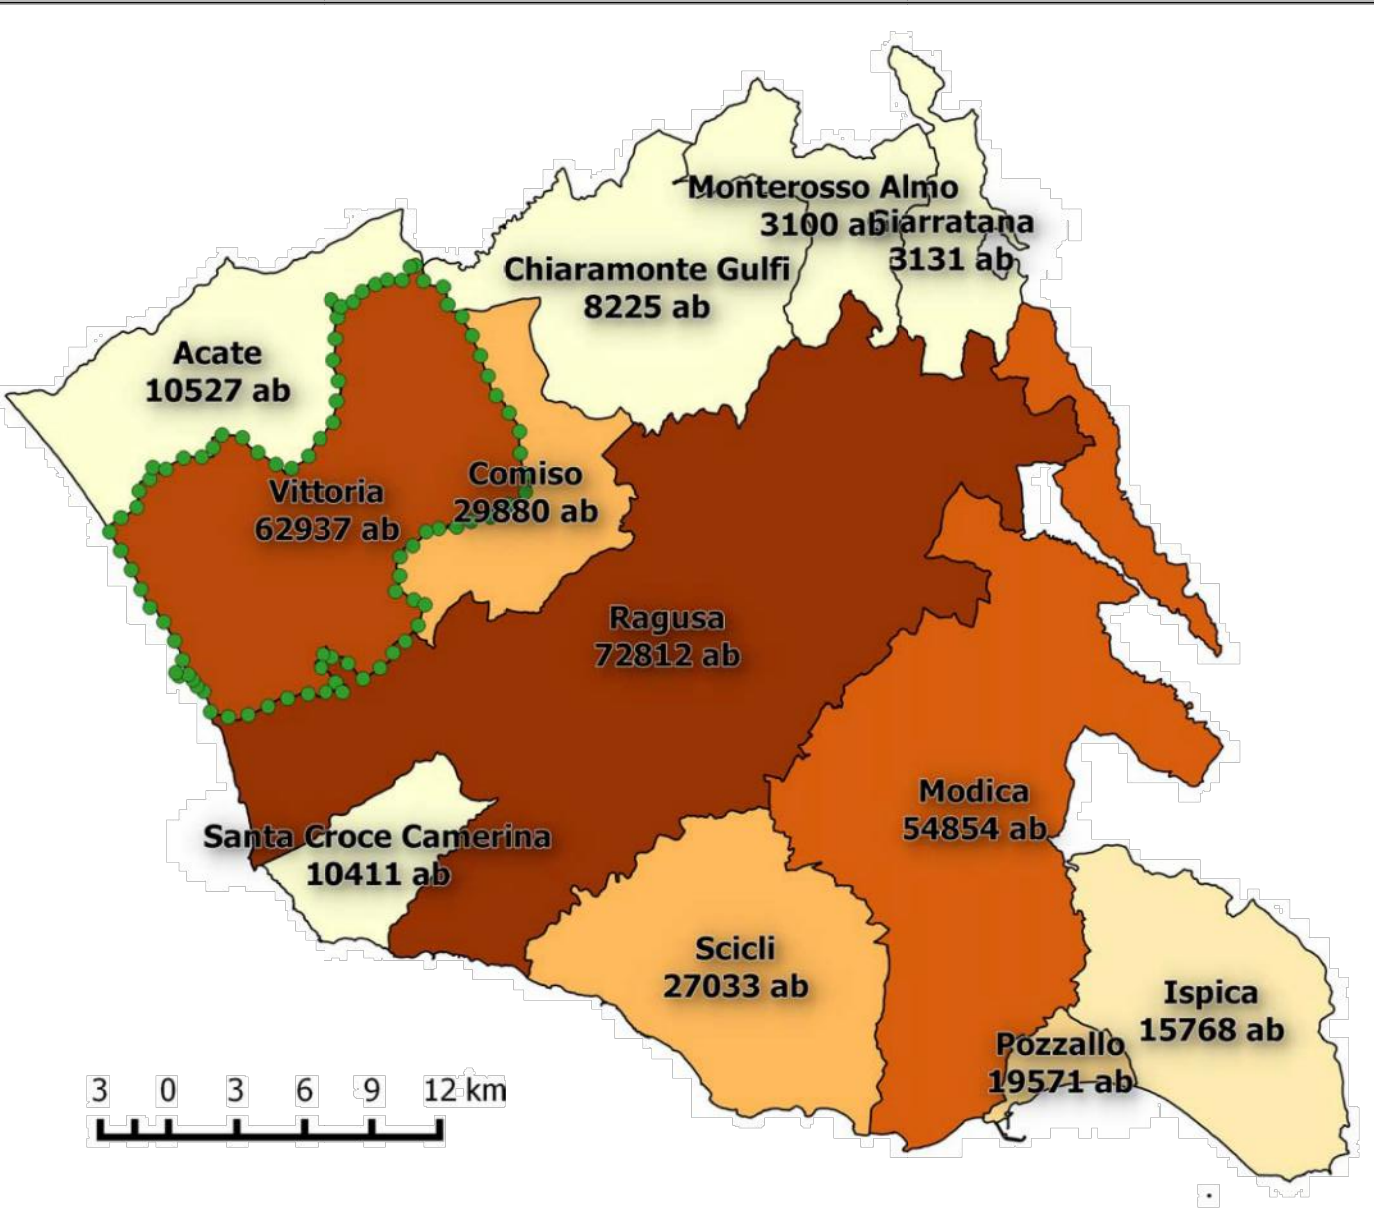 Monterosso Almo
3100 ab
Giarratana
3131 ab
Chiaramonte Gulfi
8225 ab
Acate
10527 ab
Comiso
29880 ab
Vittoria
62937 ab
Ragusa
72812 ab
Modica
54854 ab
Santa Croce Camerina
10411 ab
Scicli
27033 ab
Ispica
15768 ab
Pozzallo
19571 ab
3 0 3 6 9 12 km